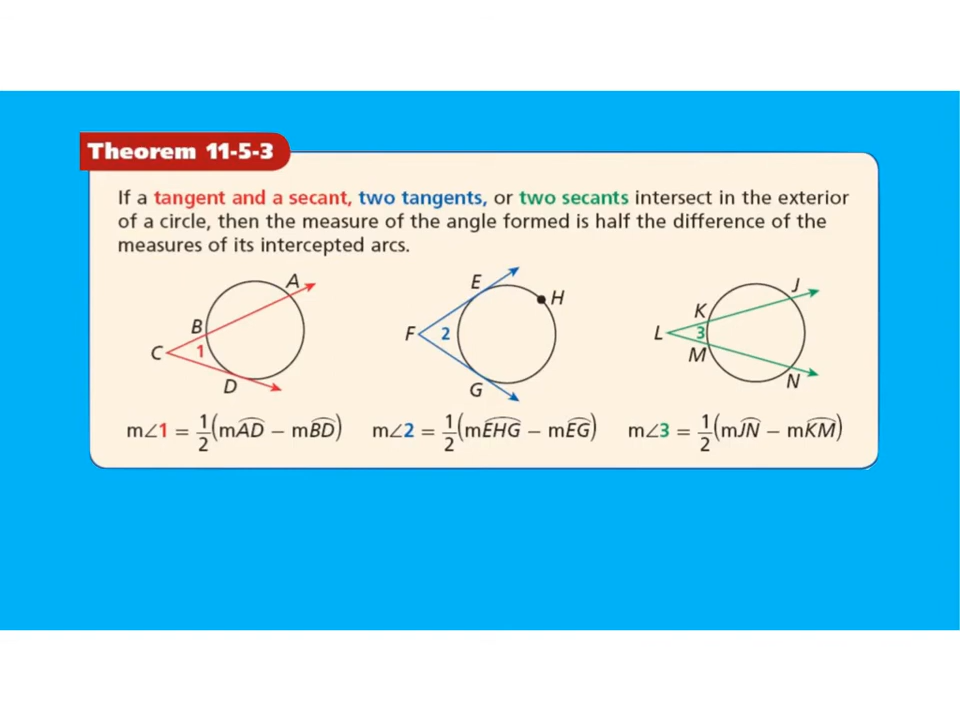 Theorem 11-5-3
If a tangent and a secant, two tangents, or two secants intersect in the exterior
of a circle, then the measure of the angle formed is half the difference of the
measures of its intercepted arcs.
A
B
C
1
D
E
H
F
2
G
J
K
L
3
M
N
m∠1 = 1/2(mAD͡ − mBD͡)
m∠2 = 1/2(mEHG͡ − mEG͡)
m∠3 = 1/2(mJN͡ − mKM͡)